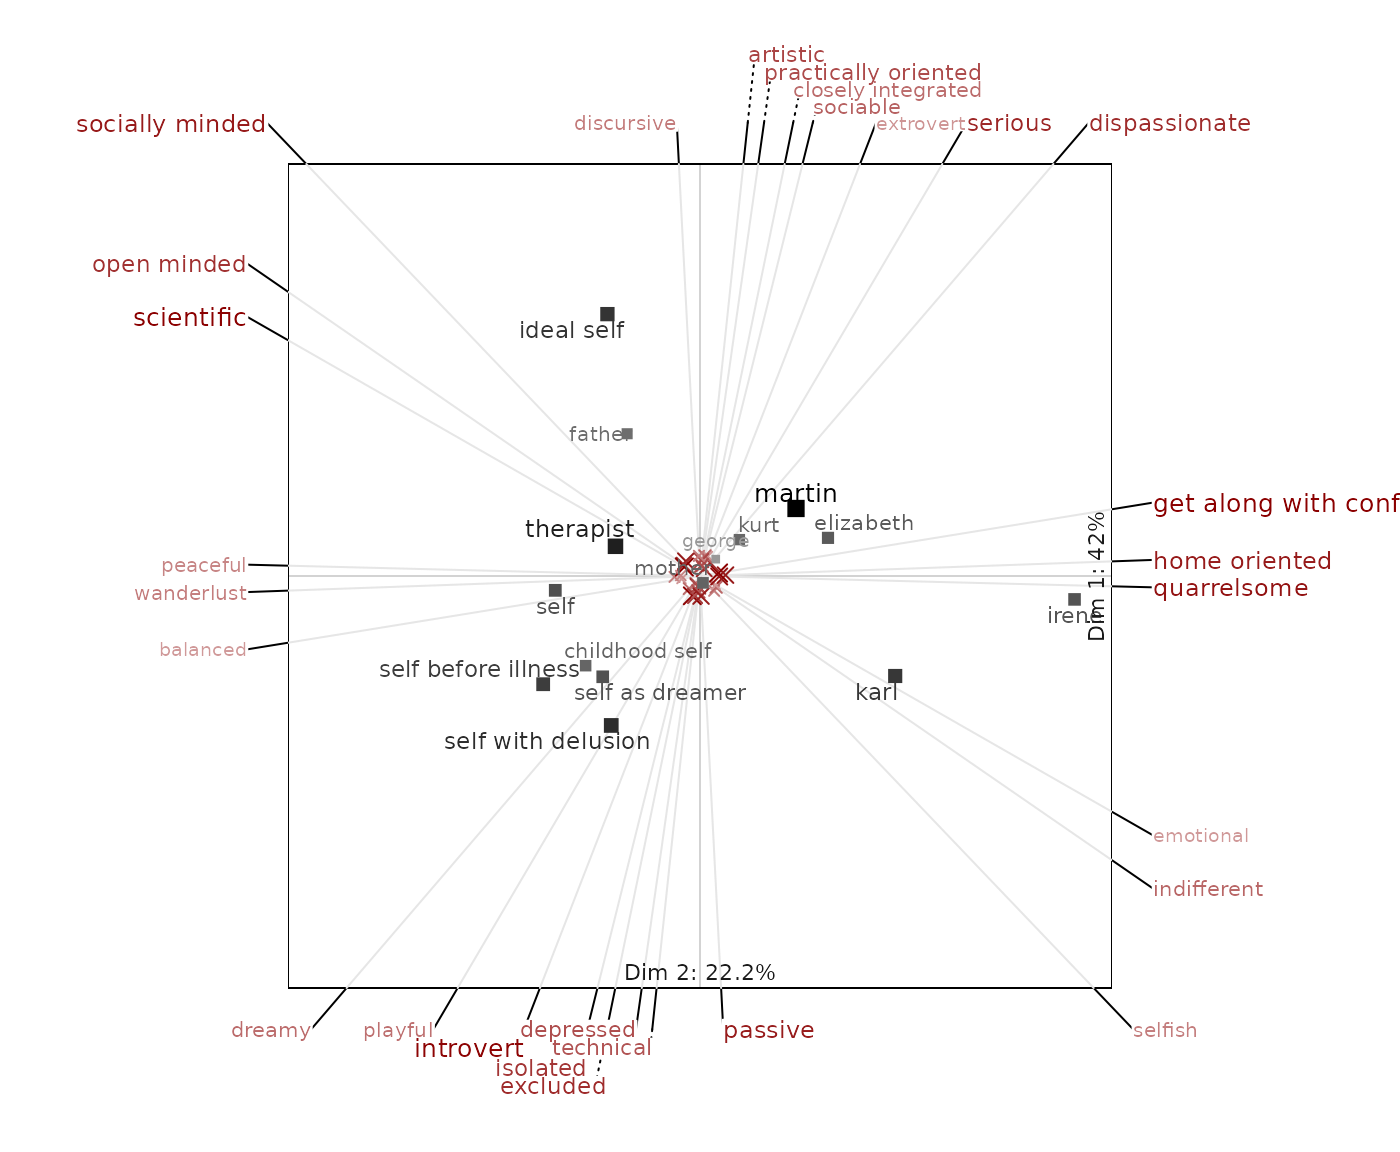 artistic
practically oriented
closely integrated
sociable
socially minded
discursive
extrovert
serious
dispassionate
open minded
scientific
ideal self
father
martin
get along with conf
therapist
kurt
elizabeth
george
mother
peaceful
home oriented
wanderlust
quarrelsome
self
irene
Dim 1: 42%
balanced
childhood self
self before illness
self as dreamer
karl
self with delusion
emotional
indifferent
Dim 2: 22.2%
dreamy
playful
depressed
passive
selfish
introvert
technical
isolated
excluded